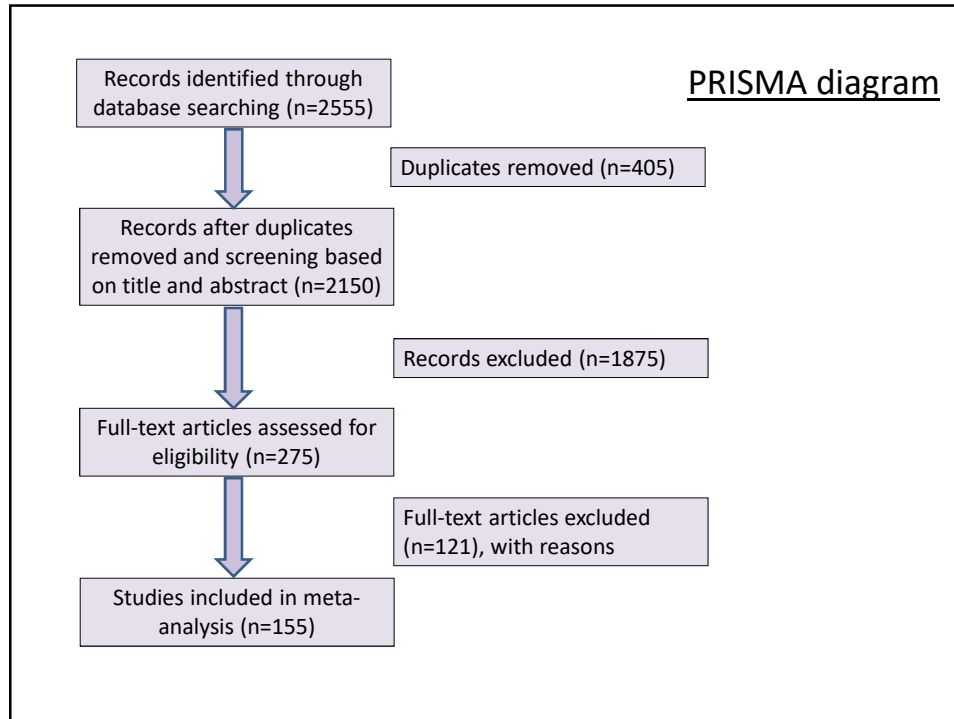 PRISMA diagram
Records identified through
database searching (n=2555)
Duplicates removed (n=405)
Records after duplicates
removed and screening based
on title and abstract (n=2150)
Records excluded (n=1875)
Full-text articles assessed for
eligibility (n=275)
Full-text articles excluded
(n=121), with reasons
Studies included in meta-
analysis (n=155)